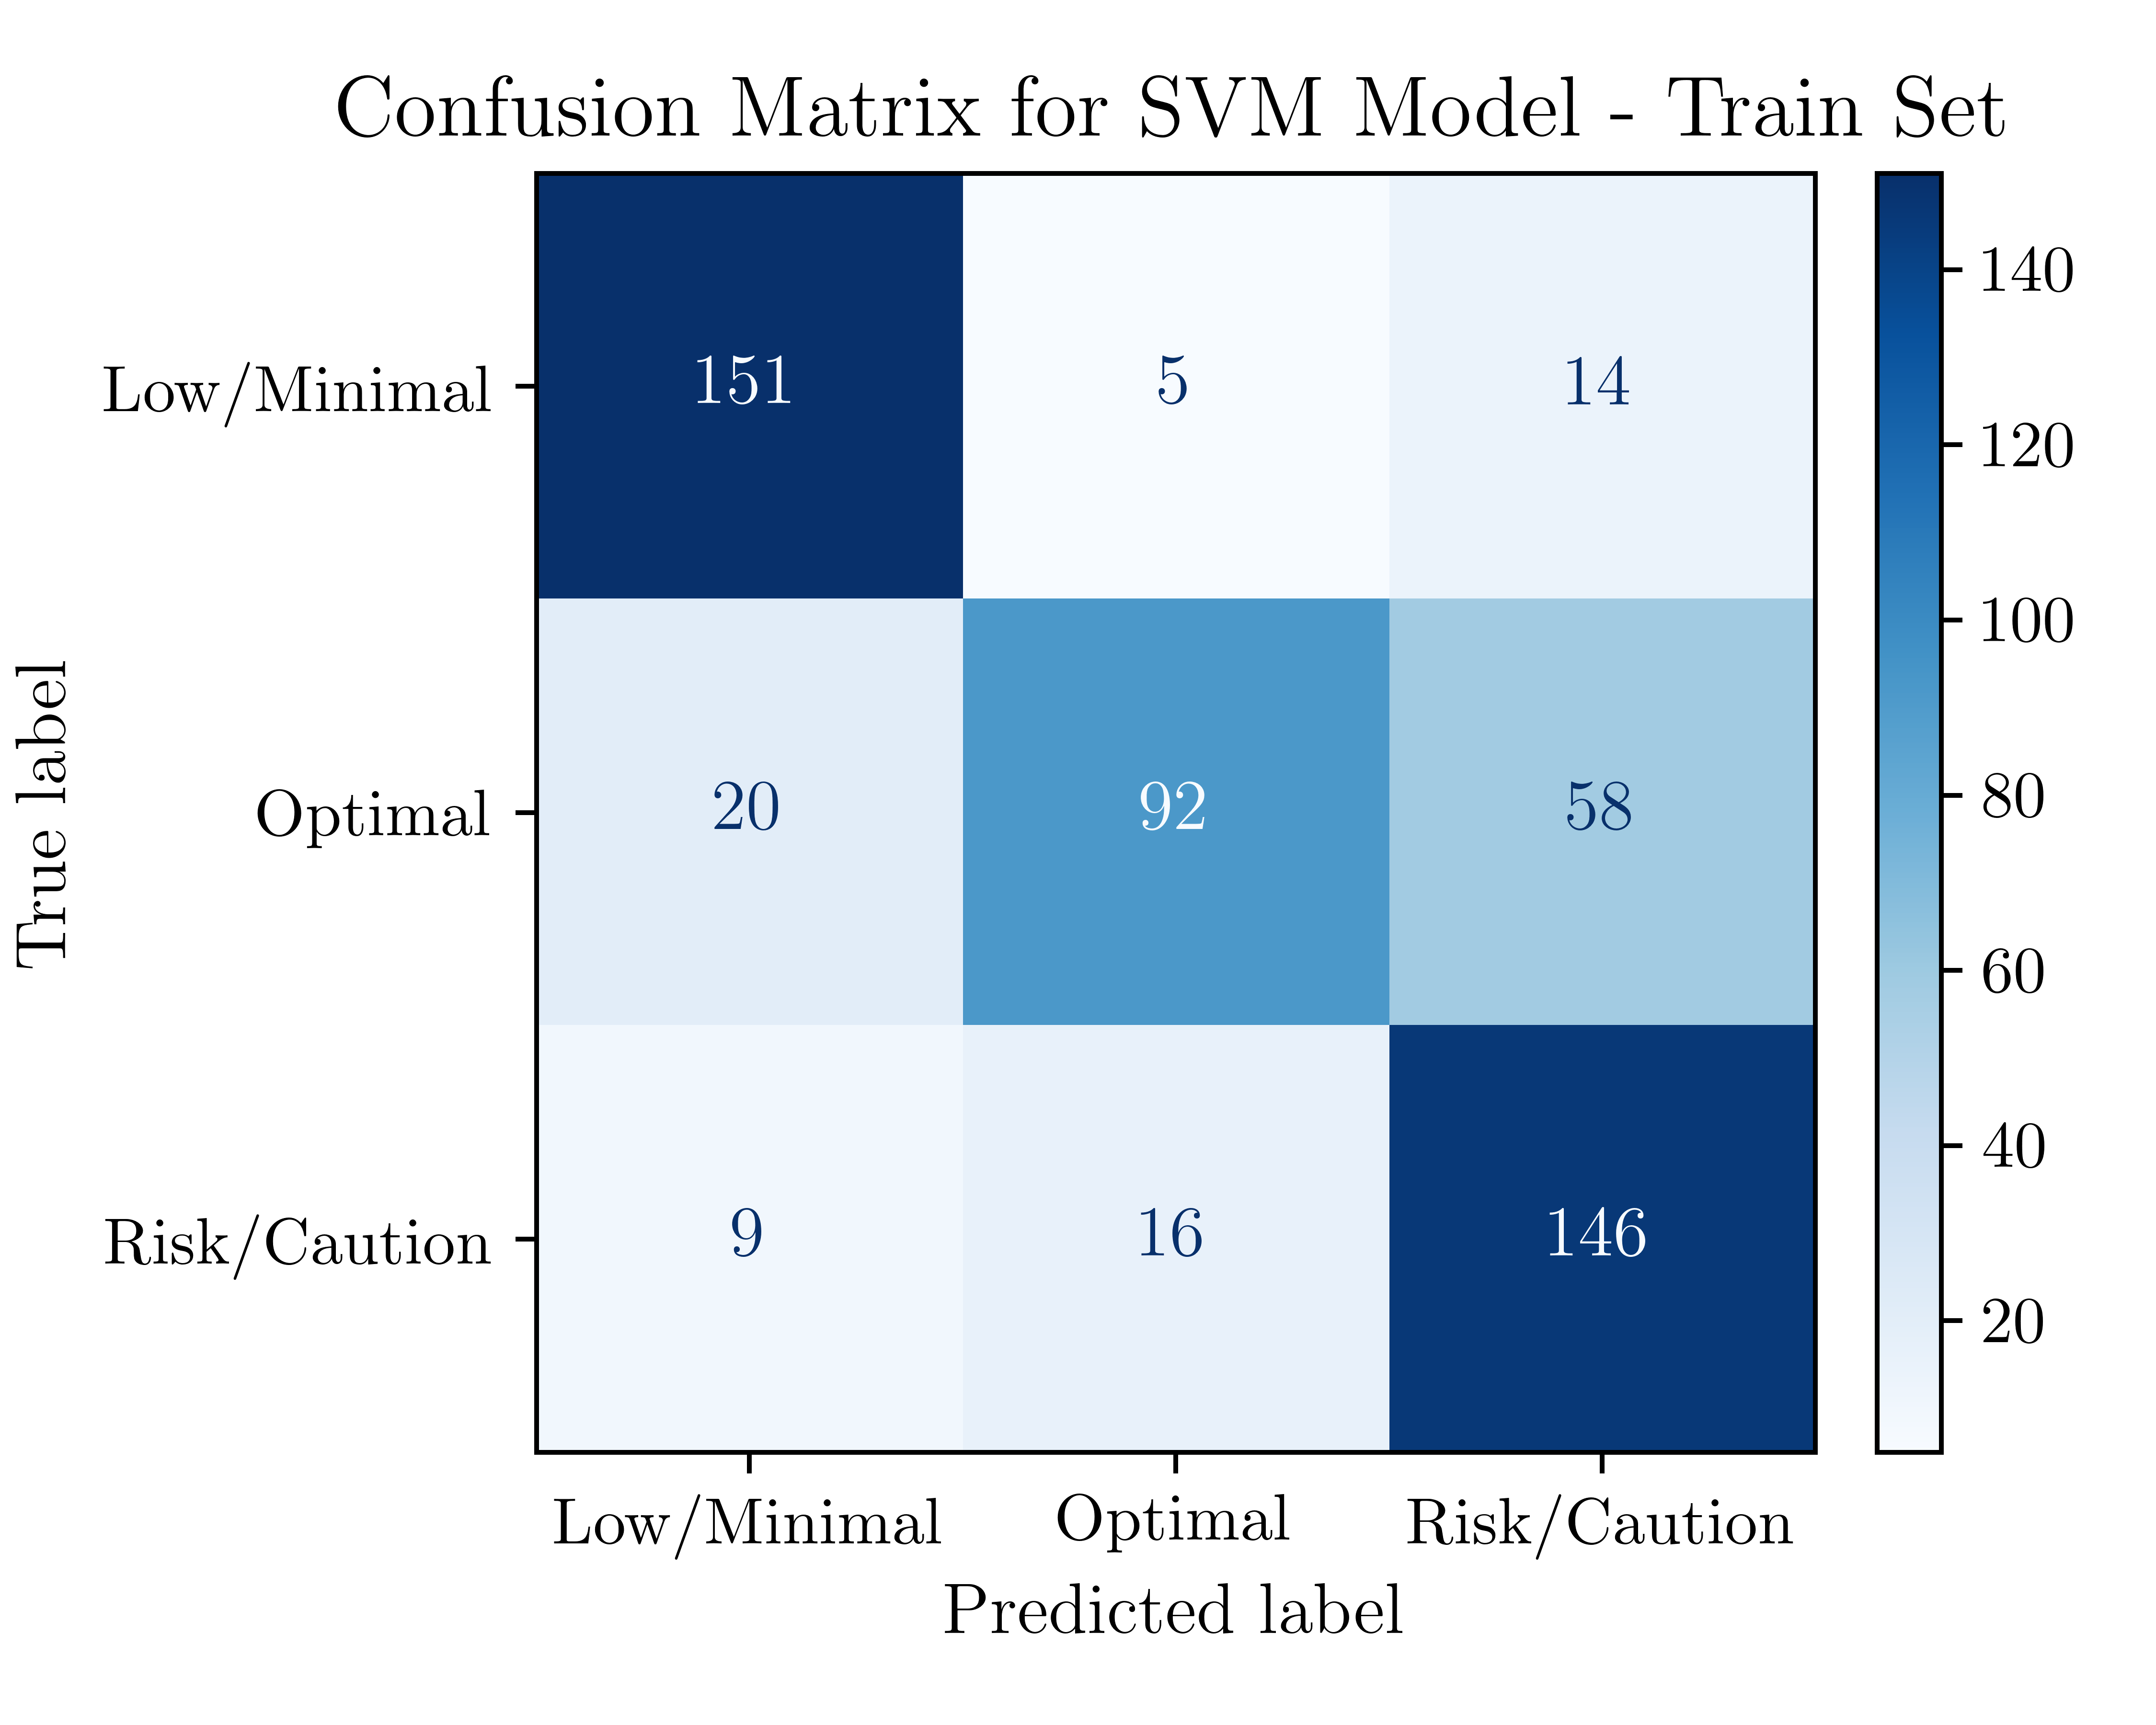 Confusion Matrix for SVM Model - Train Set
True label
Low/Minimal
151 5 14
Optimal
20 92 58
Risk/Caution
9 16 146
Low/Minimal Optimal Risk/Caution
Predicted label
140
120
100
80
60
40
20